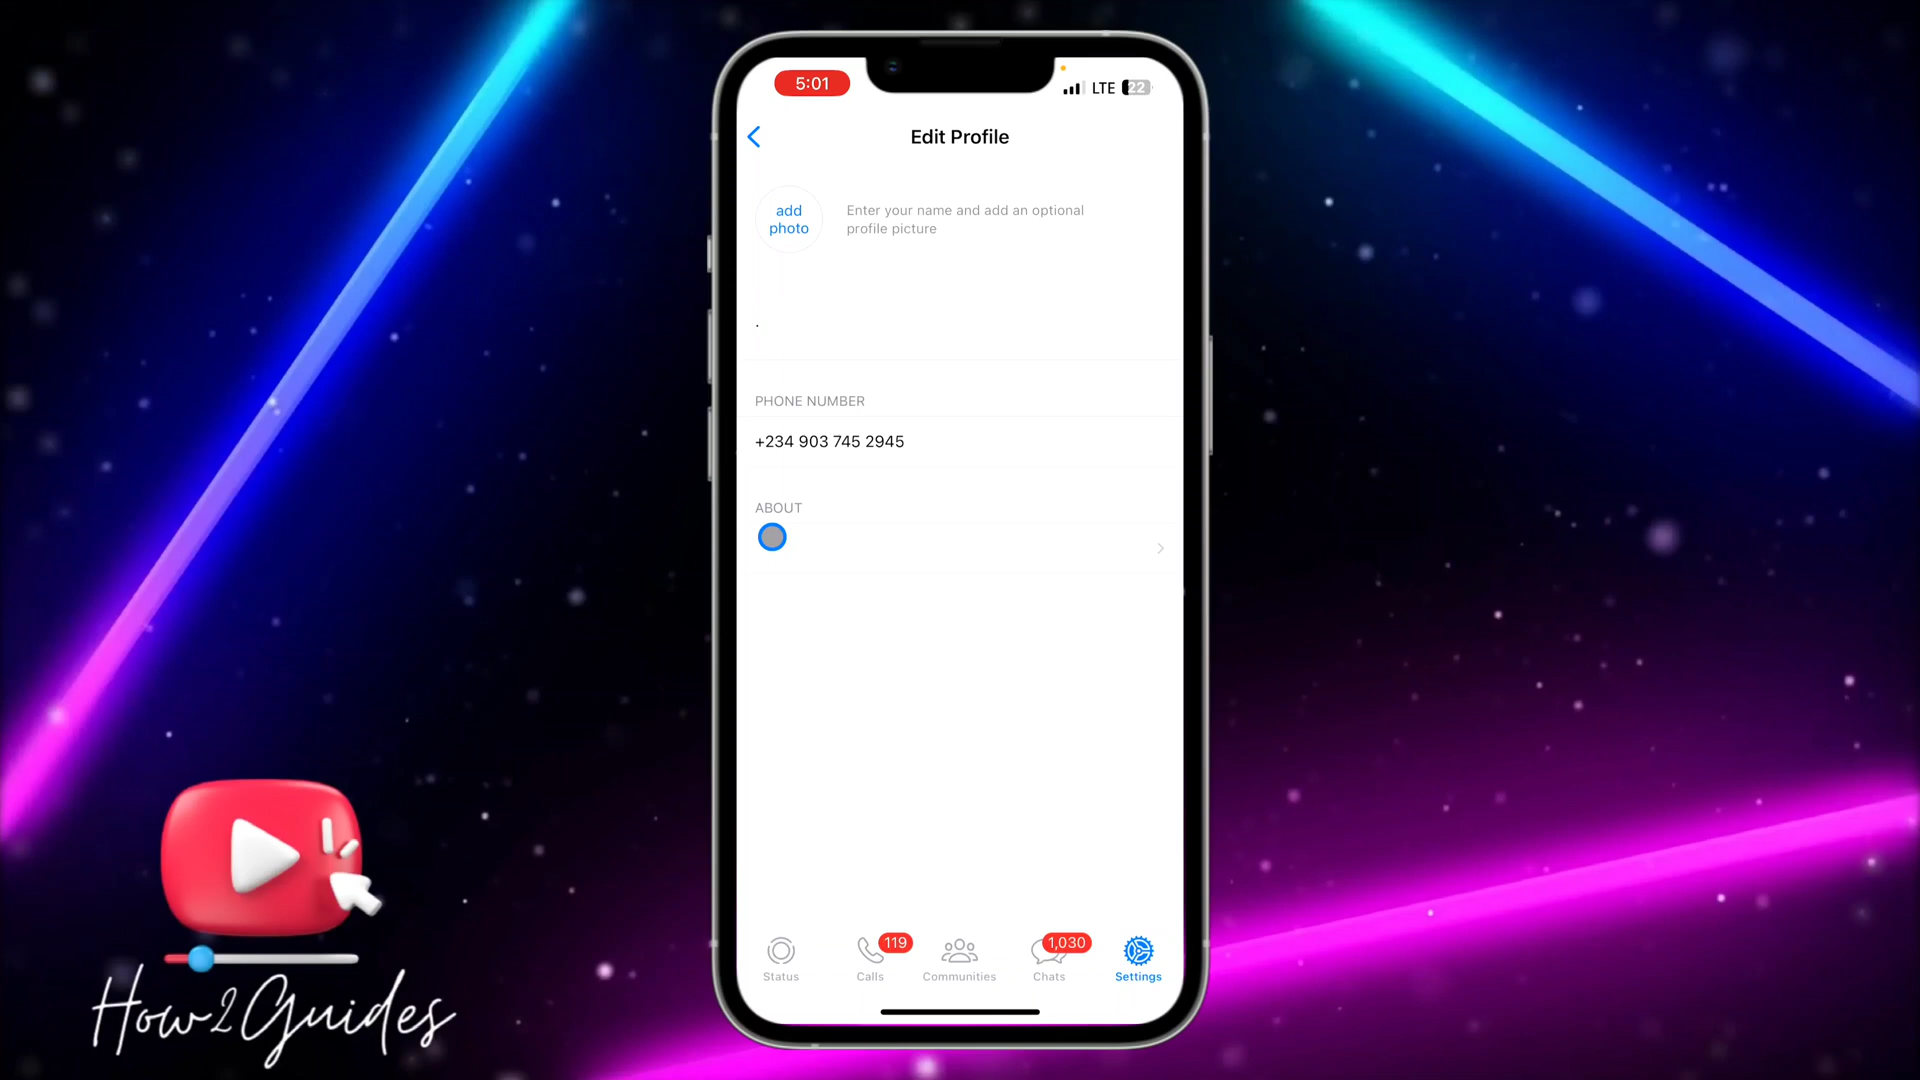 5:01
LTE 22
Edit Profile
add
photo
Enter your name and add an optional
profile picture
.
PHONE NUMBER
+234 903 745 2945
ABOUT
119
1,030
Status
Calls
Communities
Chats
Settings
How2Guides